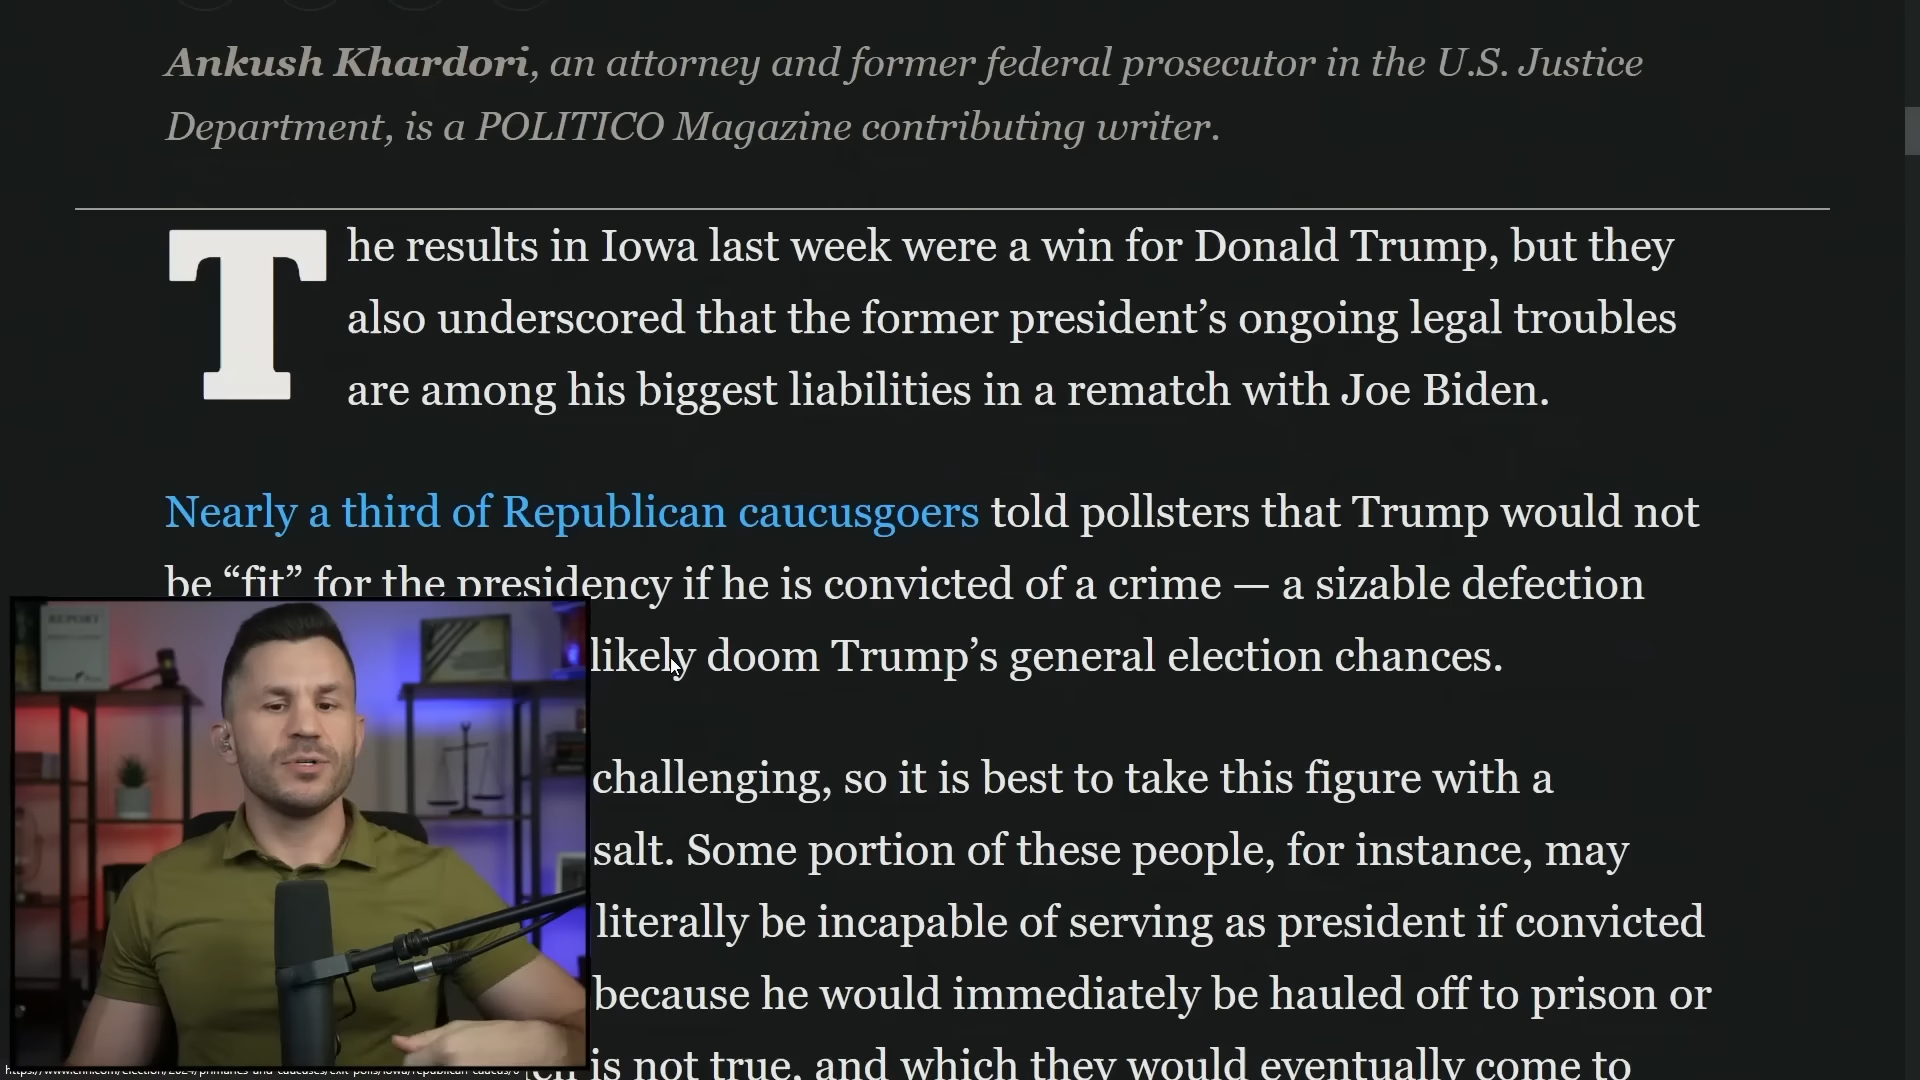 Ankush Khardori, an attorney and former federal prosecutor in the U.S. Justice
Department, is a POLITICO Magazine contributing writer.
The results in Iowa last week were a win for Donald Trump, but they
also underscored that the former president’s ongoing legal troubles
are among his biggest liabilities in a rematch with Joe Biden.
Nearly a third of Republican caucusgoers told pollsters that Trump would not
be “fit” for the presidency if he is convicted of a crime — a sizable defection
likely doom Trump’s general election chances.
challenging, so it is best to take this figure with a
salt. Some portion of these people, for instance, may
literally be incapable of serving as president if convicted
because he would immediately be hauled off to prison or
is not true, and which they would eventually come to
REPORT